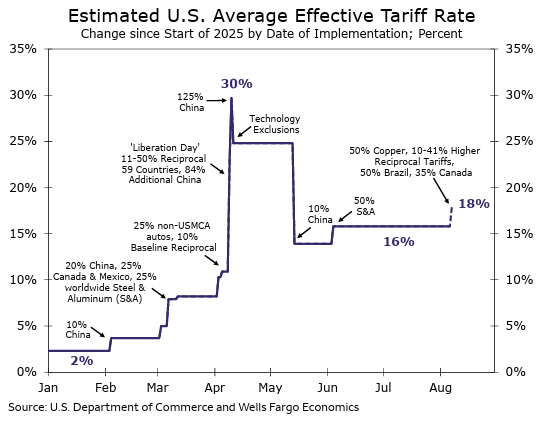 Estimated U.S. Average Effective Tariff Rate
Change since Start of 2025 by Date of Implementation; Percent
35% 35%
30% 30%
25% 25%
20% 20%
15% 15%
10% 10%
5% 5%
0% 0%
30%
125%
China
Technology
Exclusions
'Liberation Day'
11-50% Reciprocal
59 Countries, 84%
Additional China
50% Copper, 10-41% Higher
Reciprocal Tariffs,
50% Brazil, 35% Canada
18%
25% non-USMCA
autos, 10%
Baseline Reciprocal
10%
China
50%
S&A
16%
20% China, 25%
Canada & Mexico, 25%
worldwide Steel &
Aluminum (S&A)
10%
China
2%
Jan Feb Mar Apr May Jun Jul Aug
Source: U.S. Department of Commerce and Wells Fargo Economics